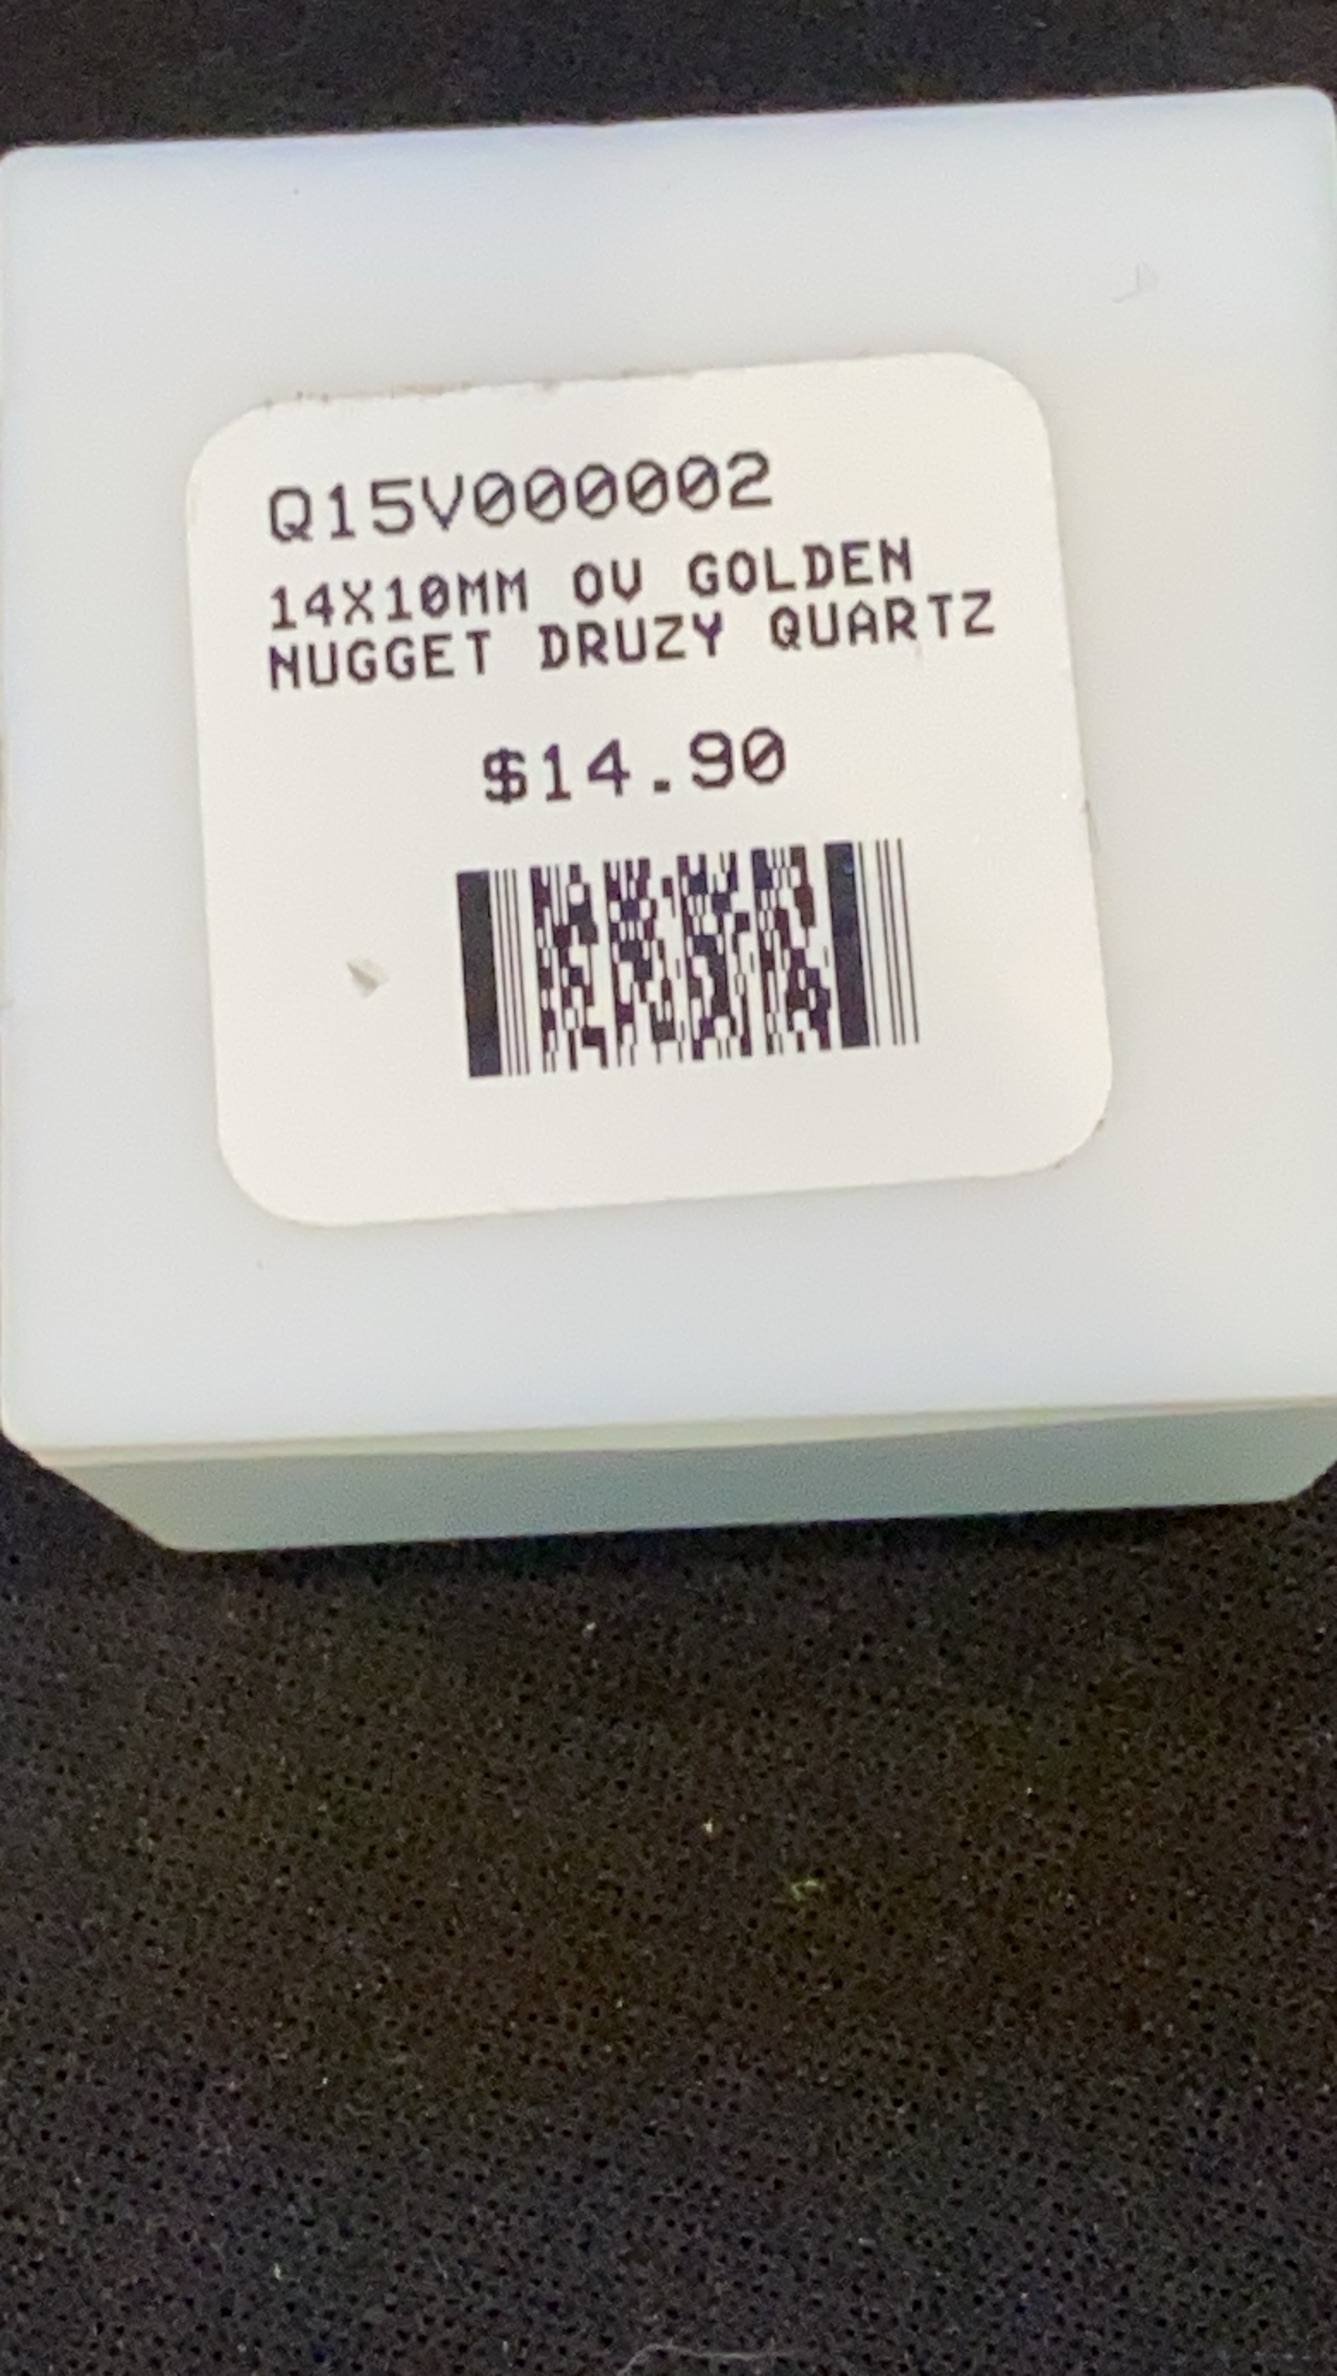 Q15V000002
14X10MM OV GOLDEN
NUGGET DRUZY QUARTZ
$14.90